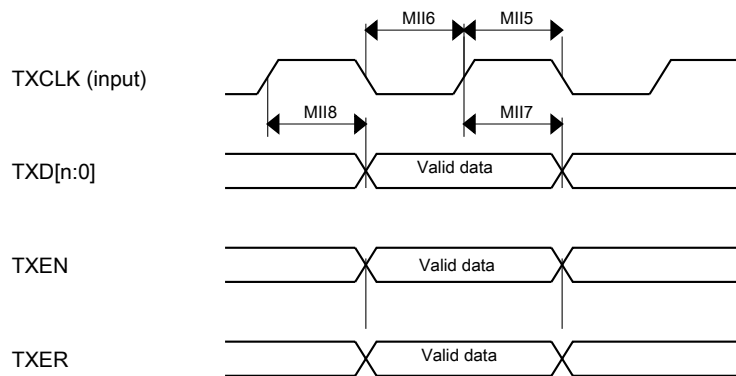 MII6 MII5
TXCLK (input)
MII8 MII7
TXD[n:0] Valid data
TXEN Valid data
TXER Valid data